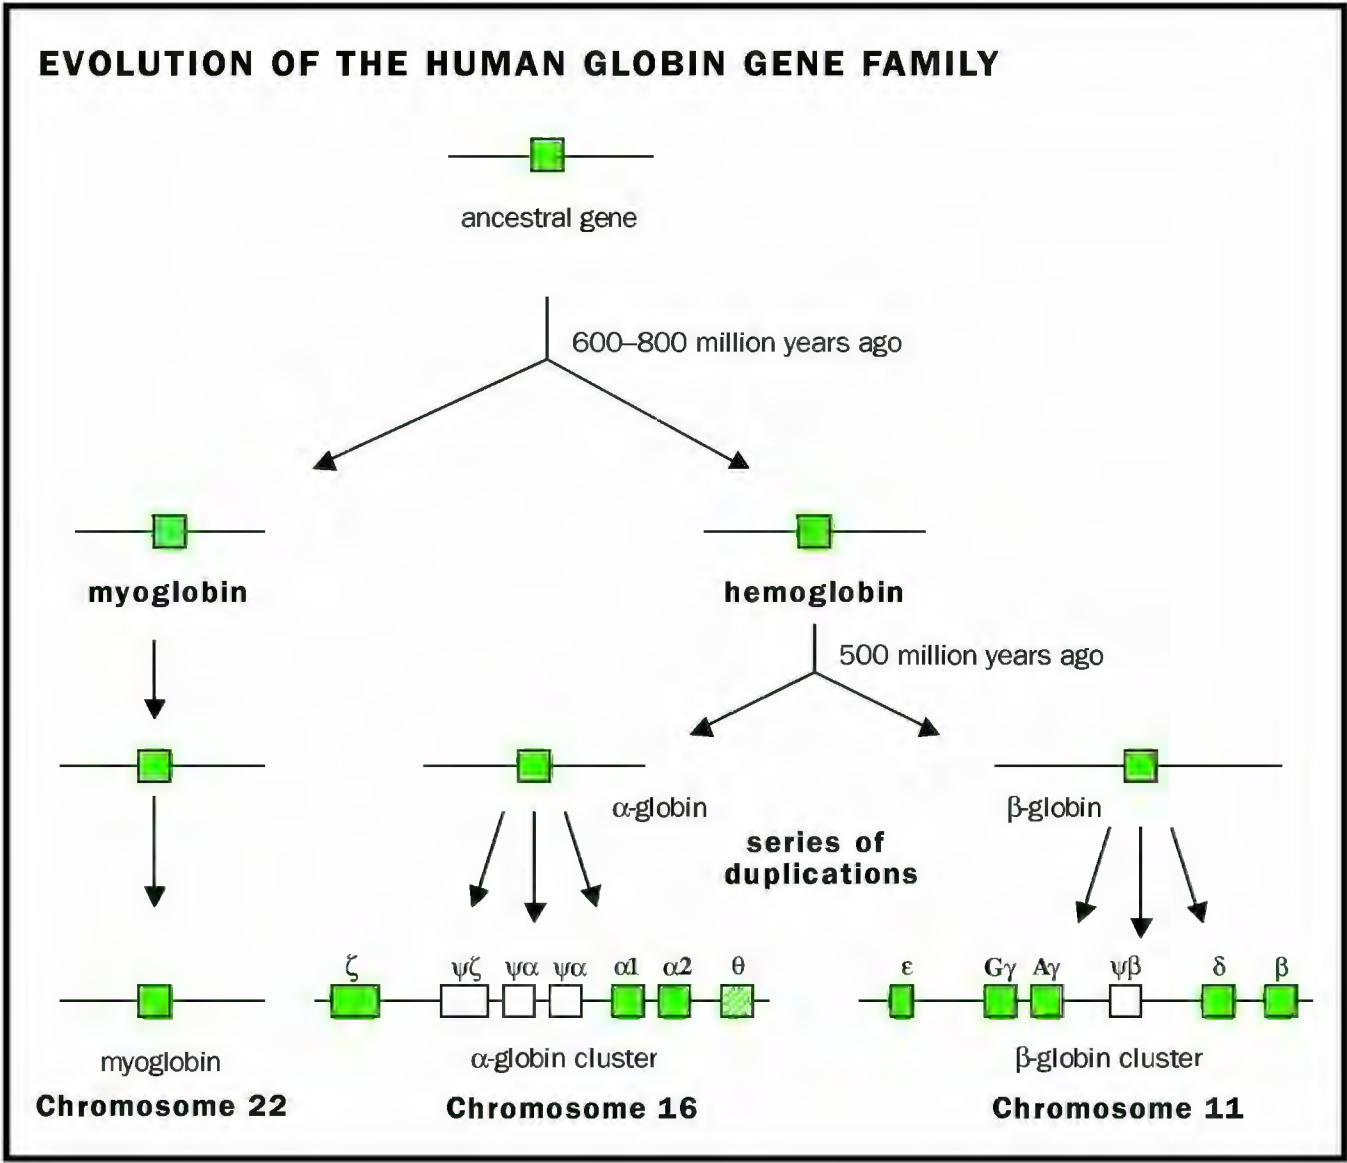 EVOLUTION OF THE HUMAN GLOBIN GENE FAMILY
ancestral gene
600–800 million years ago
myoglobin
hemoglobin
500 million years ago
α-globin
β-globin
series of
duplications
ζ ψζ ψα ψα α1 α2 θ
ε Gγ Aγ ψβ δ β
myoglobin
α-globin cluster
β-globin cluster
Chromosome 22
Chromosome 16
Chromosome 11